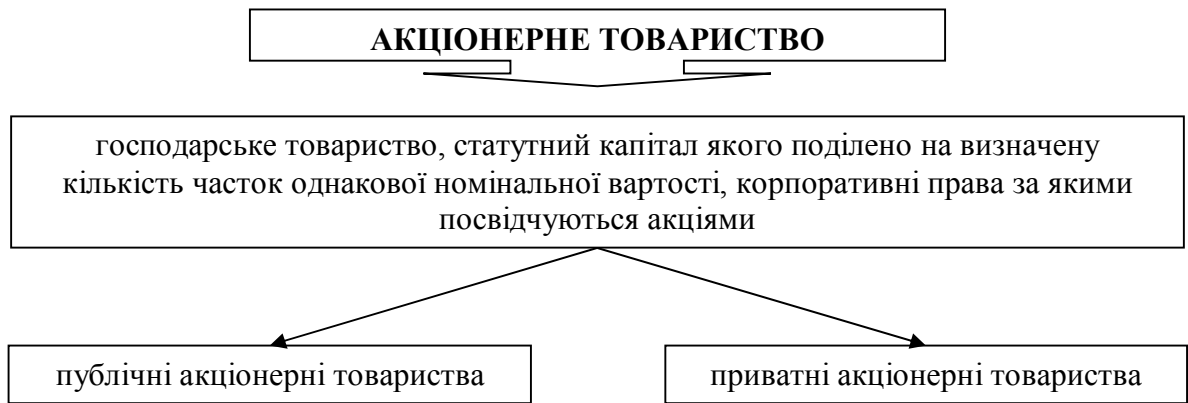 АКЦІОНЕРНЕ ТОВАРИСТВО
господарське товариство, статутний капітал якого поділено на визначену
кількість часток однакової номінальної вартості, корпоративні права за якими
посвідчуються акціями
публічні акціонерні товариства
приватні акціонерні товариства